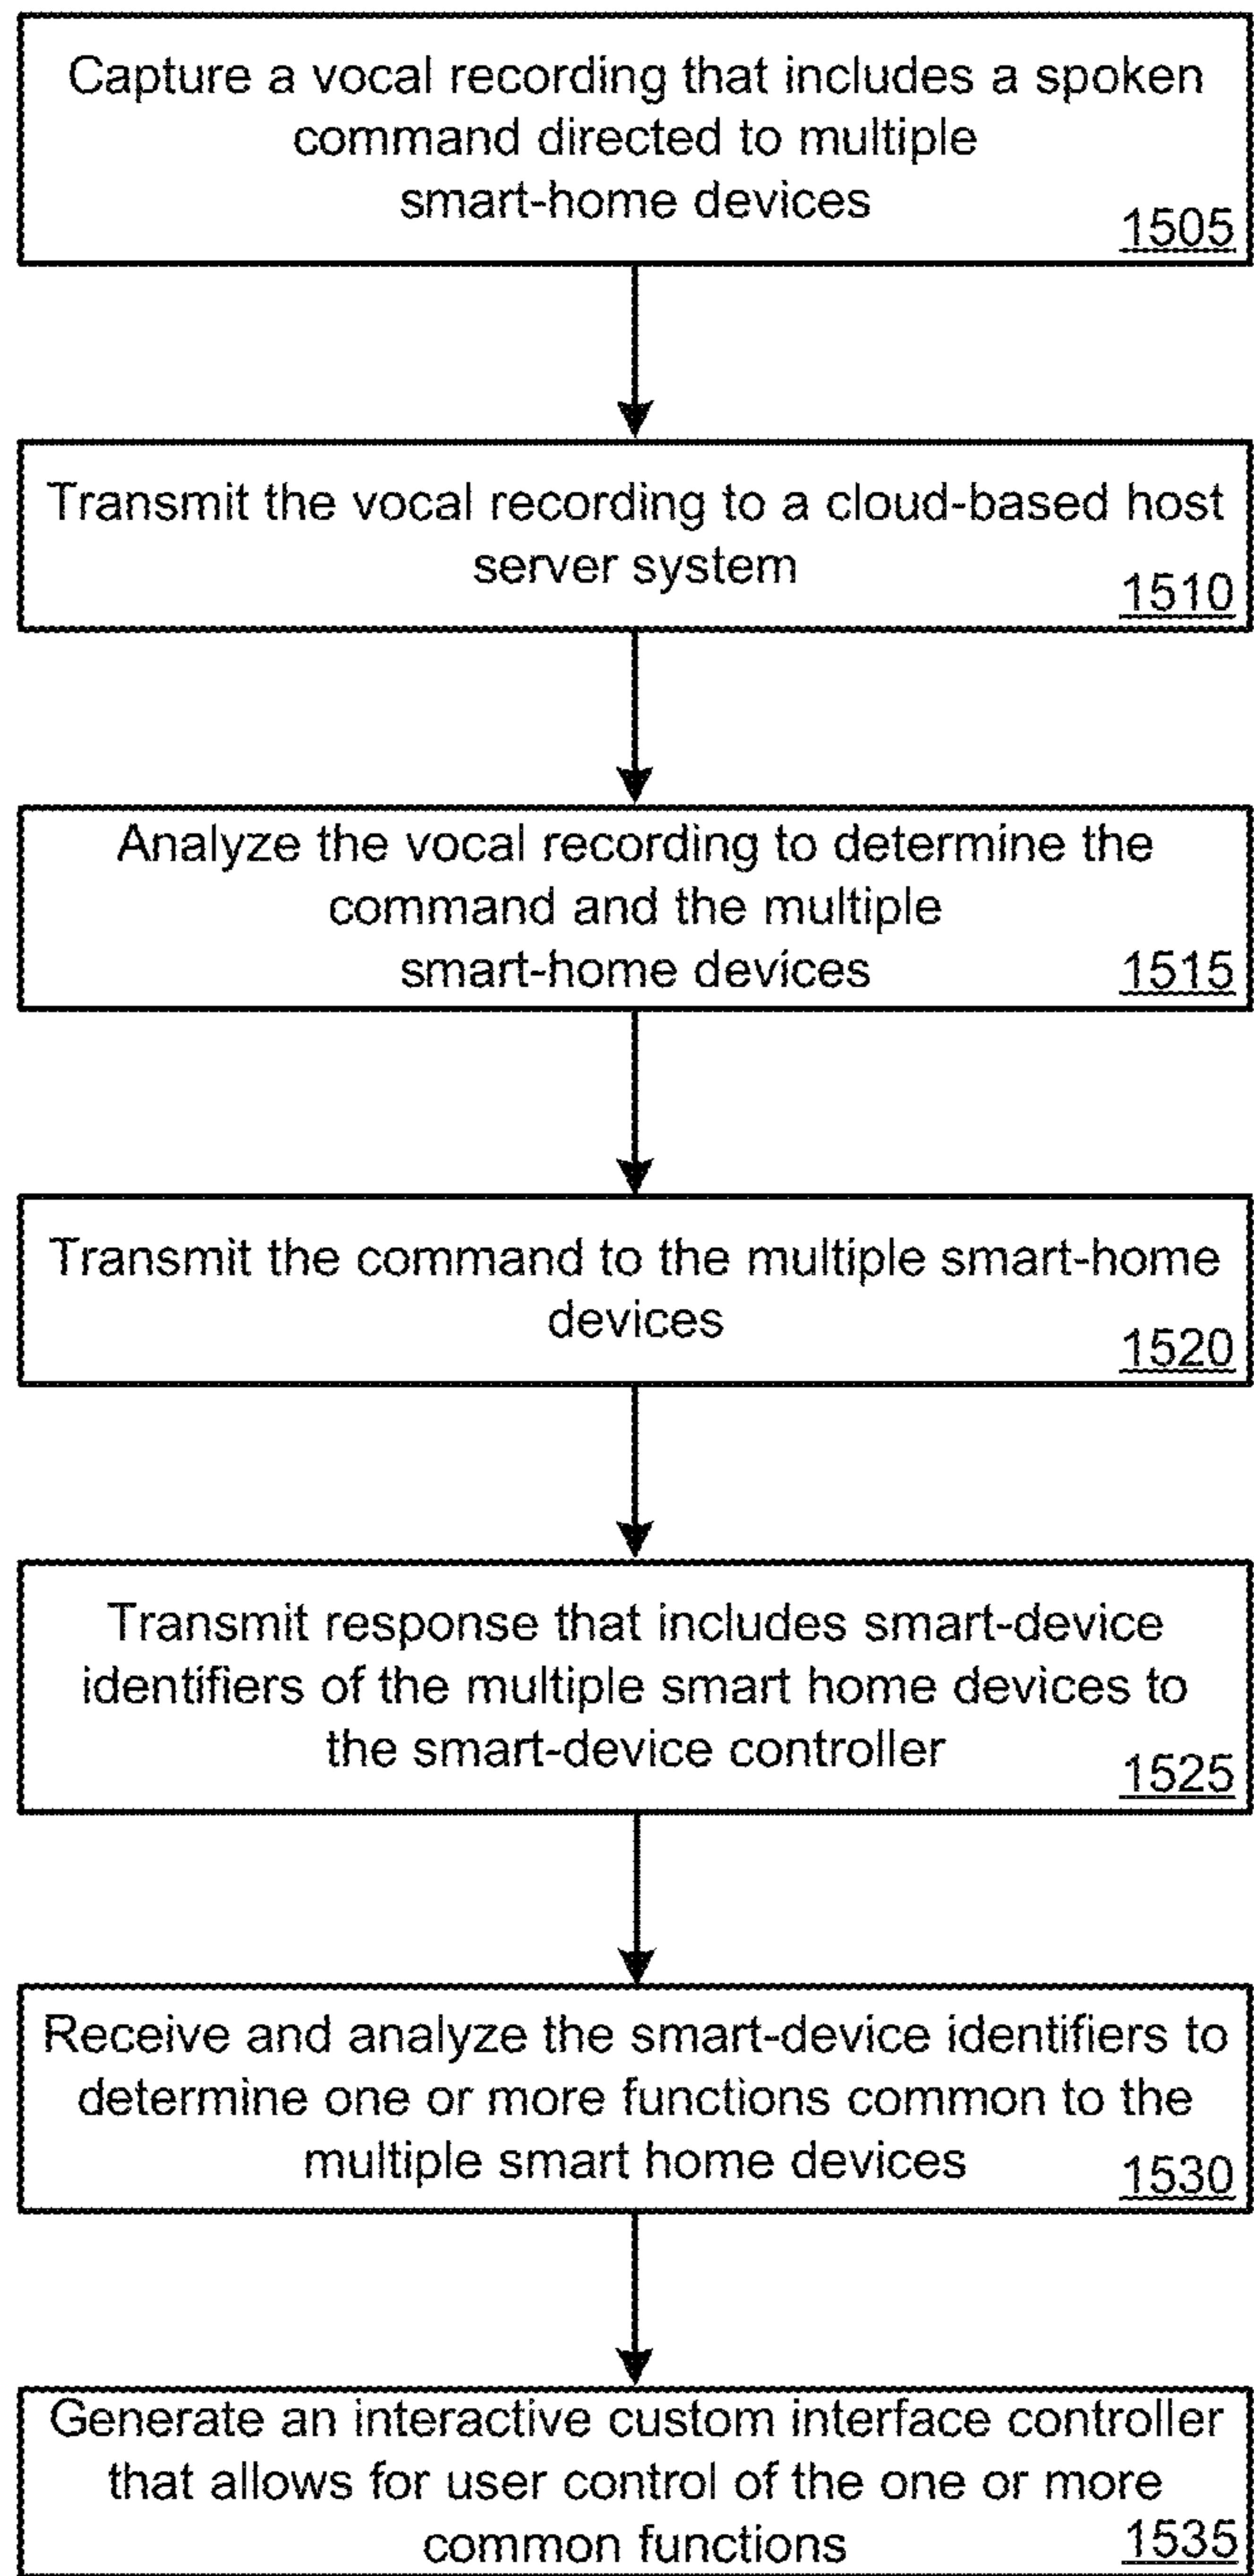 Capture a vocal recording that includes a spoken
command directed to multiple
smart-home devices
1505
Transmit the vocal recording to a cloud-based host
server system
1510
Analyze the vocal recording to determine the
command and the multiple
smart-home devices
1515
Transmit the command to the multiple smart-home
devices
1520
Transmit response that includes smart-device
identifiers of the multiple smart home devices to
the smart-device controller
1525
Receive and analyze the smart-device identifiers to
determine one or more functions common to the
multiple smart home devices
1530
Generate an interactive custom interface controller
that allows for user control of the one or more
common functions
1535